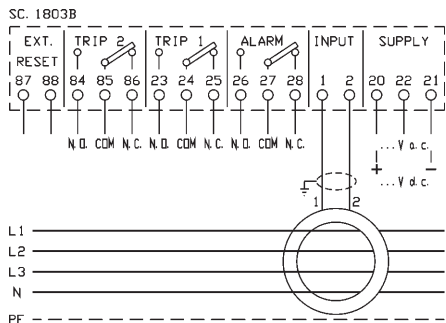 SC. 1803B
EXT. RESET TRIP 2 TRIP 1 ALARM INPUT SUPPLY
87 88 84 85 86 23 24 25 26 27 28 1 2 20 22 21
N.O. COM N.C. N.O. COM N.C. N.O. COM N.C.
...V a.c.
+ −
...V d.c.
1 2
L1
L2
L3
N
PE